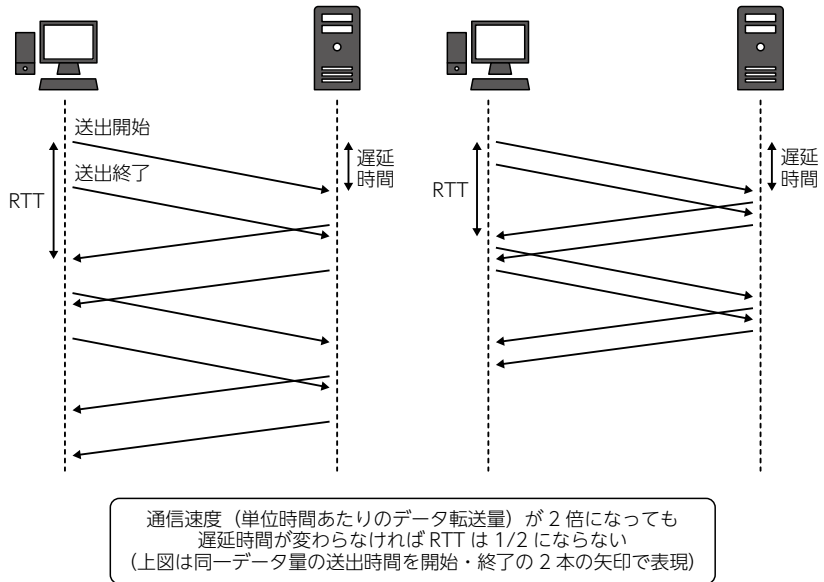 送出開始
送出終了
RTT
遅延
時間
RTT
遅延
時間
通信速度（単位時間あたりのデータ転送量）が 2 倍になっても
遅延時間が変わらなければ RTT は 1/2 にならない
（上図は同一データ量の送出時間を開始・終了の 2 本の矢印で表現）